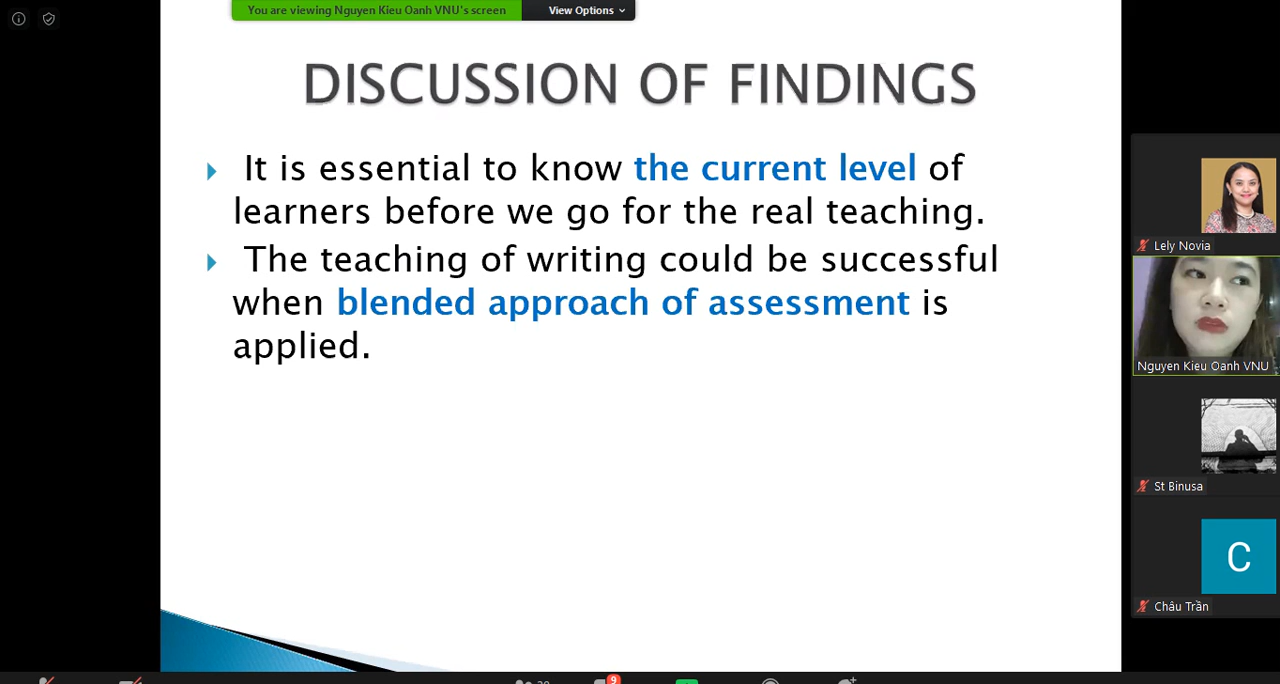 You are viewing Nguyen Kieu Oanh VNU's screen
View Options
DISCUSSION OF FINDINGS
It is essential to know the current level of
learners before we go for the real teaching.
The teaching of writing could be successful
when blended approach of assessment is
applied.
Lely Novia
Nguyen Kieu Oanh VNU
St Binusa
C
Châu Trần
9